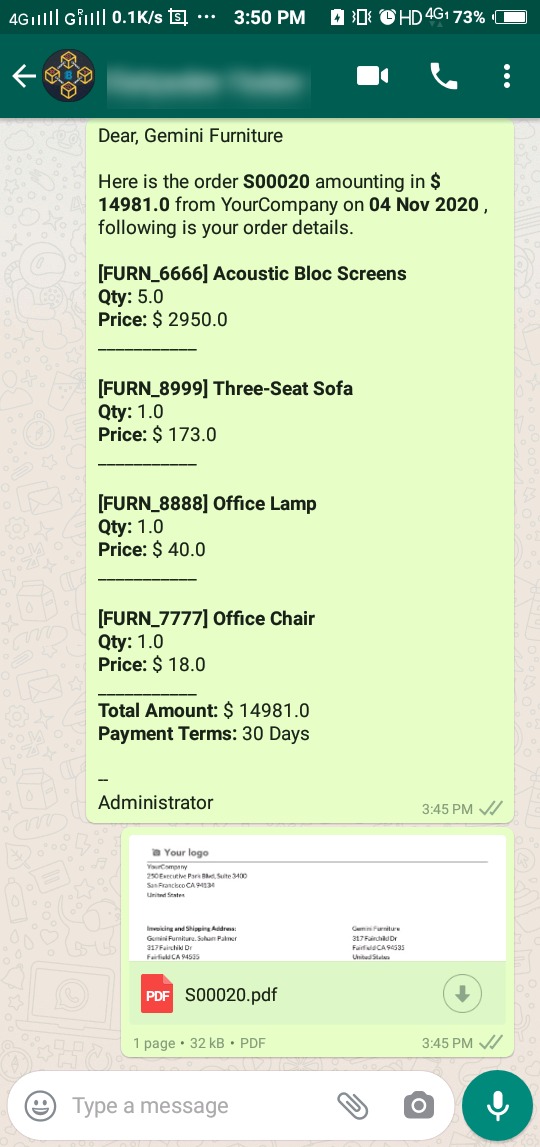 4G G R 0.1K/s S ... 3:50 PM HD 4G 73%
Dear, Gemini Furniture
Here is the order S00020 amounting in $
14981.0 from YourCompany on 04 Nov 2020 ,
following is your order details.
[FURN_6666] Acoustic Bloc Screens
Qty: 5.0
Price: $ 2950.0
___________
[FURN_8999] Three-Seat Sofa
Qty: 1.0
Price: $ 173.0
___________
[FURN_8888] Office Lamp
Qty: 1.0
Price: $ 40.0
___________
[FURN_7777] Office Chair
Qty: 1.0
Price: $ 18.0
___________
Total Amount: $ 14981.0
Payment Terms: 30 Days
--
Administrator
3:45 PM
Your logo
YourCompany
250 Executive Park Blvd, Suite 3400
San Francisco CA 94134
United States
Invoicing and Shipping Address:
Gemini Furniture, Soham Palmer
317 Fairchild Dr
Fairfield CA 94535
Gemini Furniture
317 Fairchild Dr
Fairfield CA 94535
United States
PDF S00020.pdf
1 page • 32 kB • PDF 3:45 PM
Type a message